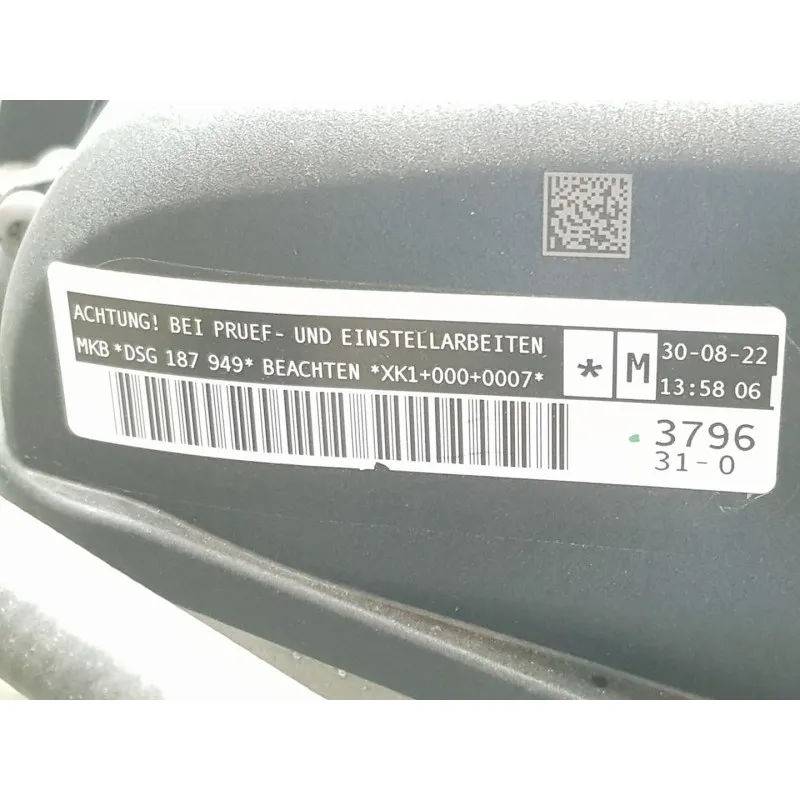 ACHTUNG! BEI PRUEF- UND EINSTELLARBEITEN
MKB *DSG 187 949* BEACHTEN *XK1+000+0007*
*
M
30-08-22
13:58 06
3796
31-0